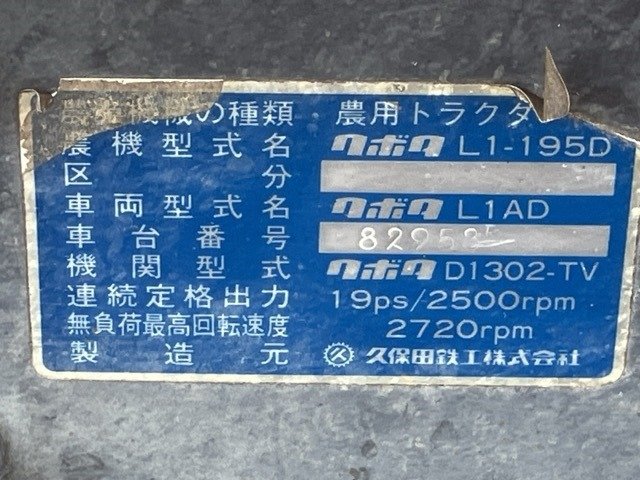 機械の種類 農用トラクタ
農機型式名 クボタ L1-195D
区分
車両型式名 クボタ L1AD
車台番号
機関型式 クボタ D1302-TV
連続定格出力 19ps/2500rpm
無負荷最高回転速度 2720rpm
製造元 久保田鉄工株式会社